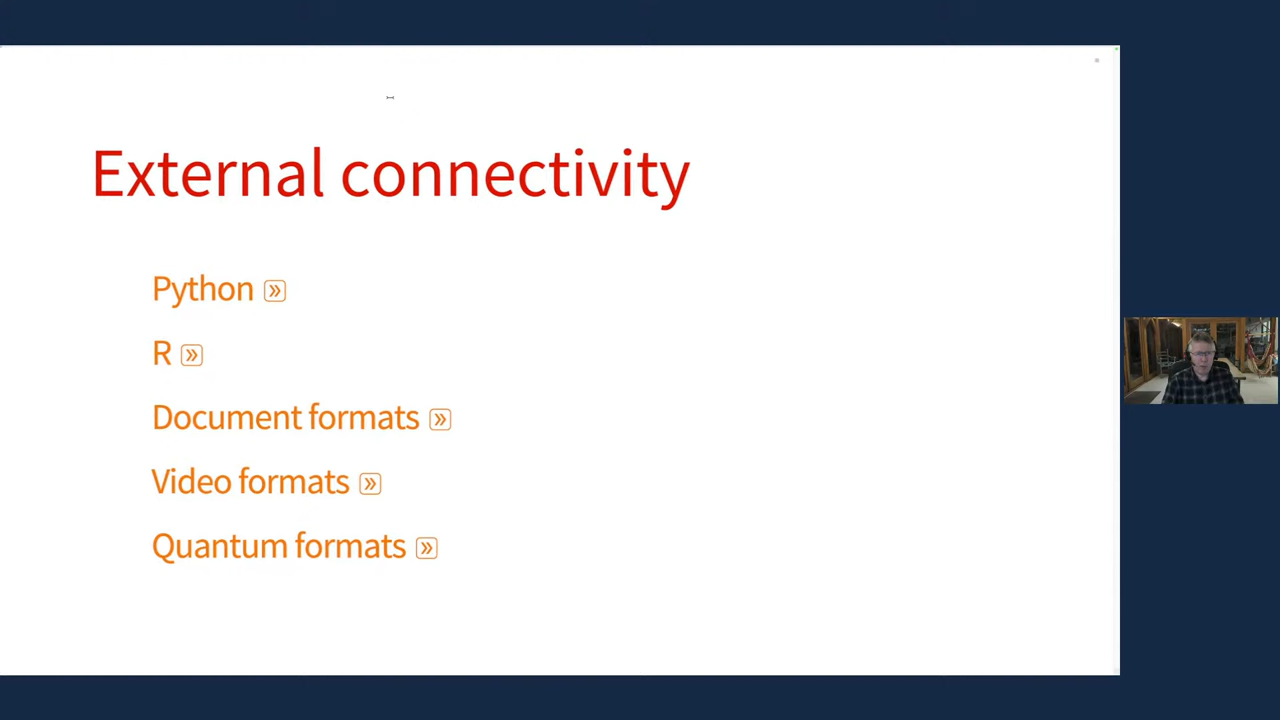 External connectivity
Python »
R »
Document formats »
Video formats »
Quantum formats »